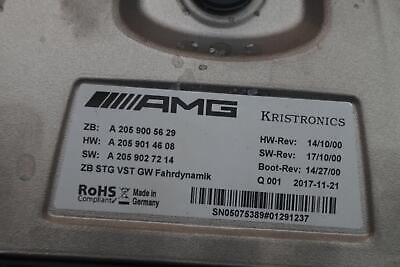 AMG KRISTRONICS
ZB: A 205 900 56 29
HW: A 205 901 46 08 HW-Rev: 14/10/00
SW: A 205 902 72 14 SW-Rev: 17/10/00
ZB STG VST GW Fahrdynamik Boot-Rev: 14/27/00
Q 001 2017-11-21
RoHS Compliant Made in Germany
SN05075389#01291237